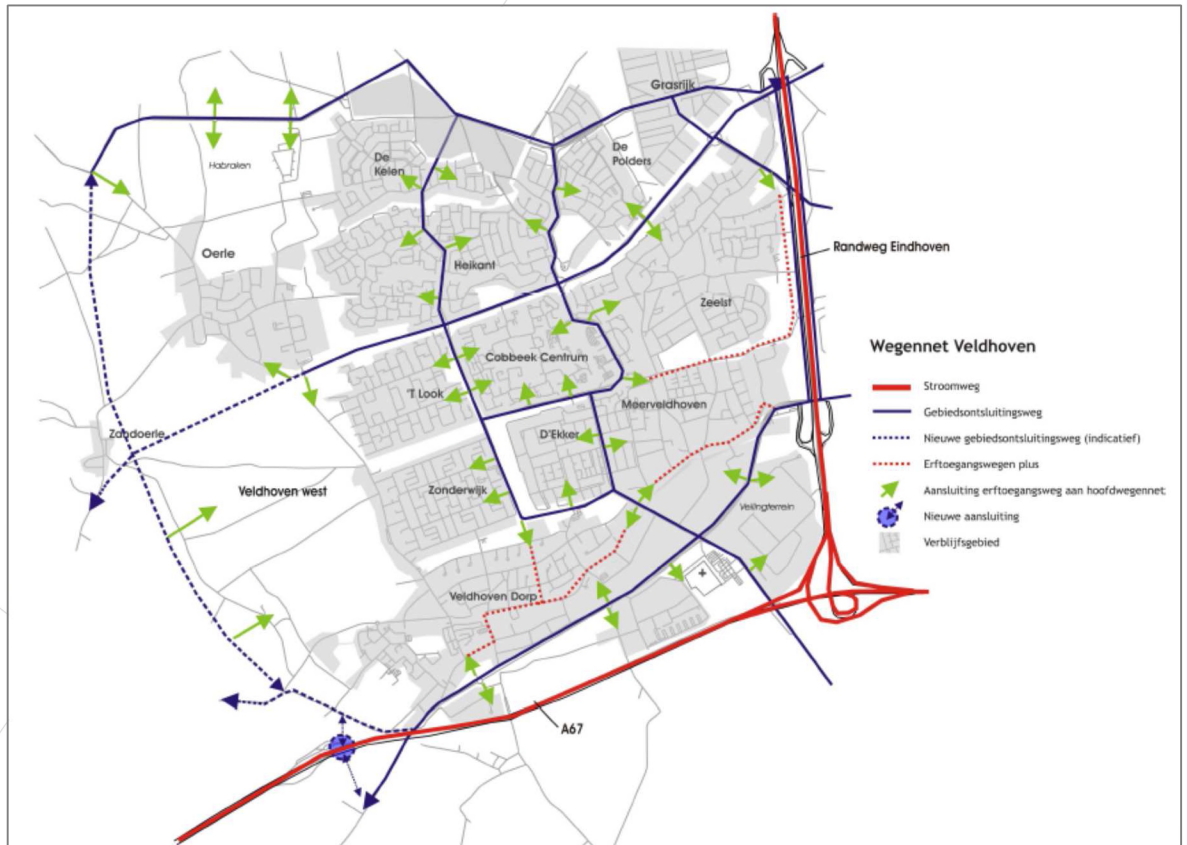 Grasrijk
De
Kelen
De
Polders
Habraken
Oerle
Heikant
Randweg Eindhoven
Zeelst
Wegennet Veldhoven
Cobbeek Centrum
Stroomweg
'T Look
Meerveldhoven
Gebiedsontsluitingsweg
Zandoerle
D'Ekker
Nieuwe gebiedsontsluitingsweg (indicatief)
Erftoegangswegen plus
Veldhoven west
Zonderwijk
Aansluiting erftoegangsweg aan hoofdwegennet
Veilingterrein
Nieuwe aansluiting
Verblijfsgebied
Veldhoven Dorp
A67